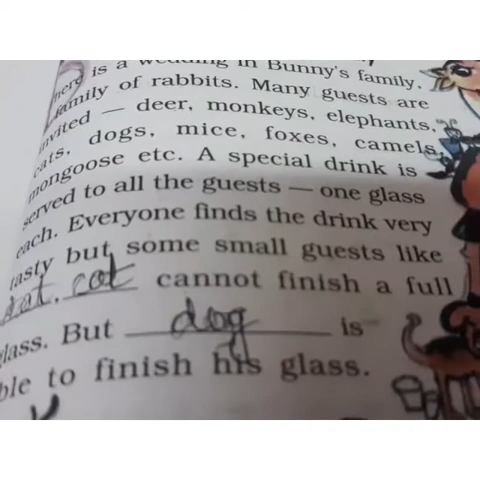 There is a wedding in Bunny's family,
family of rabbits. Many guests are
invited — deer, monkeys, elephants,
cats, dogs, mice, foxes, camels,
mongoose etc. A special drink is
served to all the guests — one glass
each. Everyone finds the drink very
tasty but some small guests like
rat, cat cannot finish a full
glass. But dog is
ble to finish his glass.